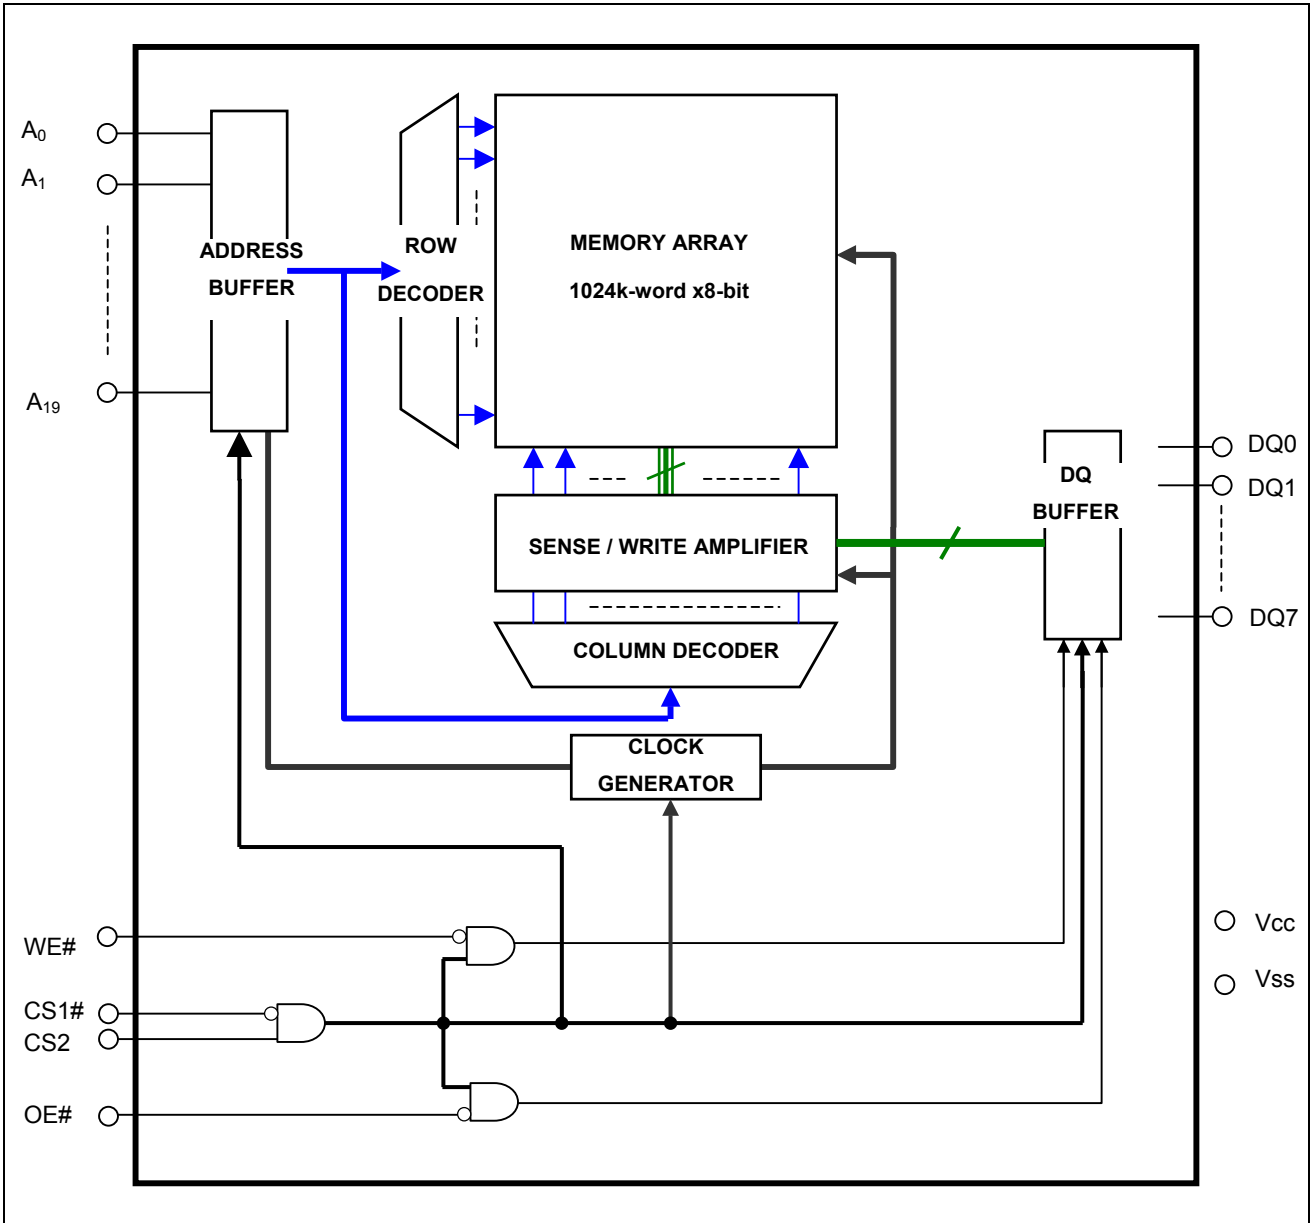 A0
A1
A19
ADDRESS
BUFFER
ROW
DECODER
MEMORY ARRAY
1024k-word x8-bit
SENSE / WRITE AMPLIFIER
COLUMN DECODER
CLOCK
GENERATOR
DQ
BUFFER
DQ0
DQ1
DQ7
WE#
CS1#
CS2
OE#
Vcc
Vss